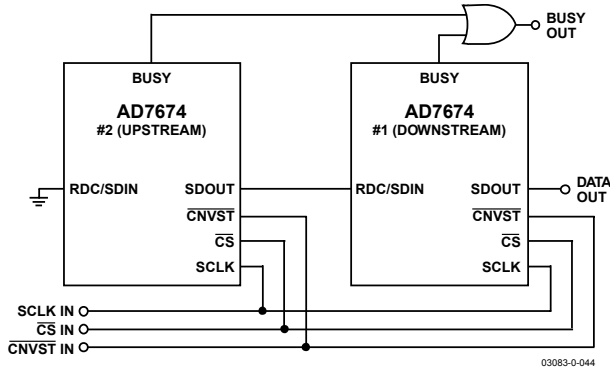 BUSY
OUT
BUSY
BUSY
AD7674
#2 (UPSTREAM)
AD7674
#1 (DOWNSTREAM)
RDC/SDIN
SDOUT
RDC/SDIN
SDOUT
DATA
OUT
CNVST
CNVST
CS
CS
SCLK
SCLK
SCLK IN
CS IN
CNVST IN
03083-0-044